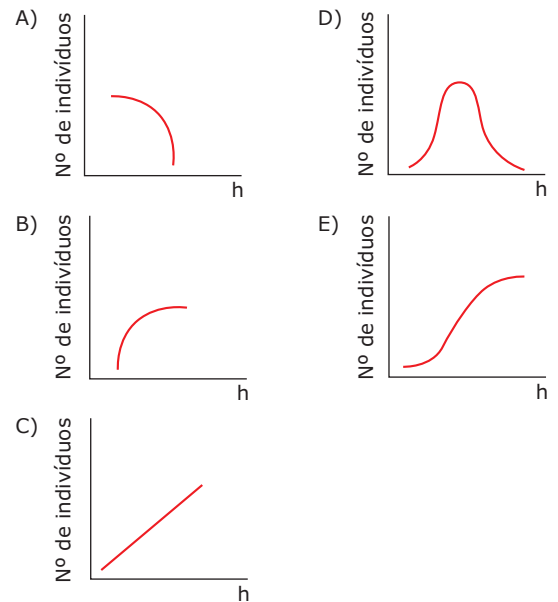 A)
Nº de indivíduos
h
B)
Nº de indivíduos
h
C)
Nº de indivíduos
h
D)
Nº de indivíduos
h
E)
Nº de indivíduos
h